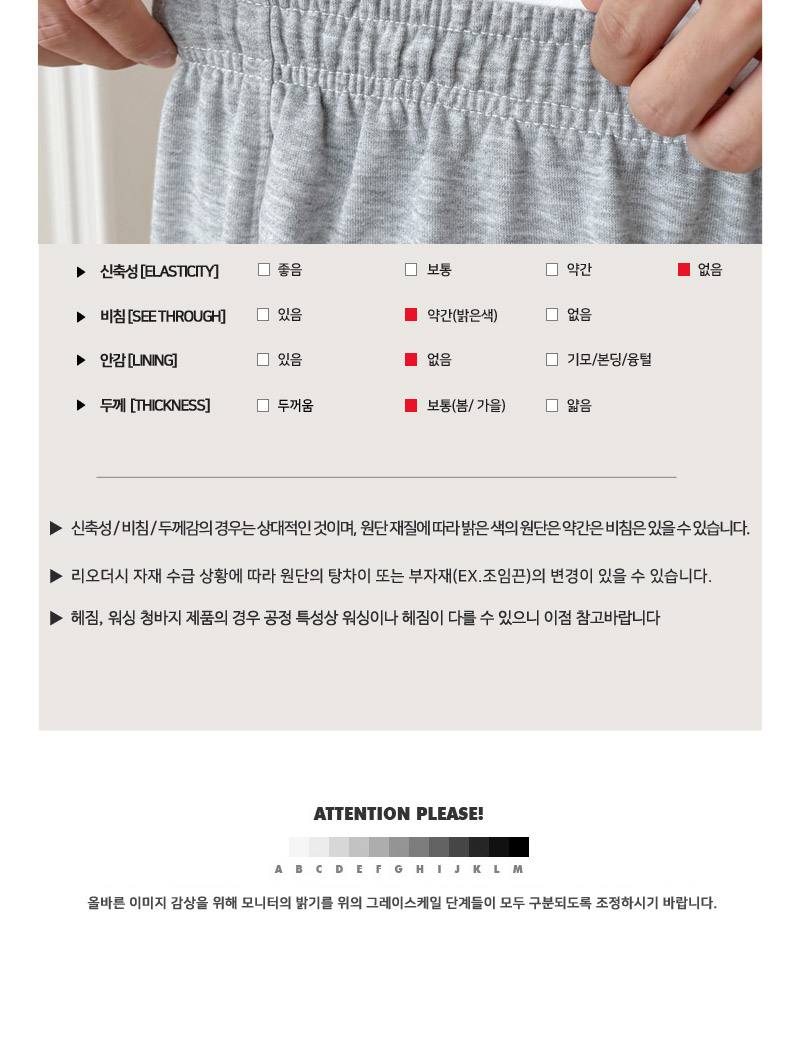 ▶ 신축성 [ELASTICITY] □ 좋음 □ 보통 □ 약간 ■ 없음
▶ 비침 [SEE THROUGH] □ 있음 ■ 약간(밝은색) □ 없음
▶ 안감 [LINING] □ 있음 ■ 없음 □ 기모/본딩/융털
▶ 두께 [THICKNESS] □ 두꺼움 ■ 보통(봄/ 가을) □ 얇음
▶ 신축성 / 비침 / 두께감의 경우는 상대적인 것이며, 원단 재질에 따라 밝은 색의 원단은 약간은 비침은 있을 수 있습니다.
▶ 리오더시 자재 수급 상황에 따라 원단의 탕차이 또는 부자재(EX.조임끈)의 변경이 있을 수 있습니다.
▶ 헤짐, 워싱 청바지 제품의 경우 공정 특성상 워싱이나 헤짐이 다를 수 있으니 이점 참고바랍니다
ATTENTION PLEASE!
A B C D E F G H I J K L M
올바른 이미지 감상을 위해 모니터의 밝기를 위의 그레이스케일 단계들이 모두 구분되도록 조정하시기 바랍니다.